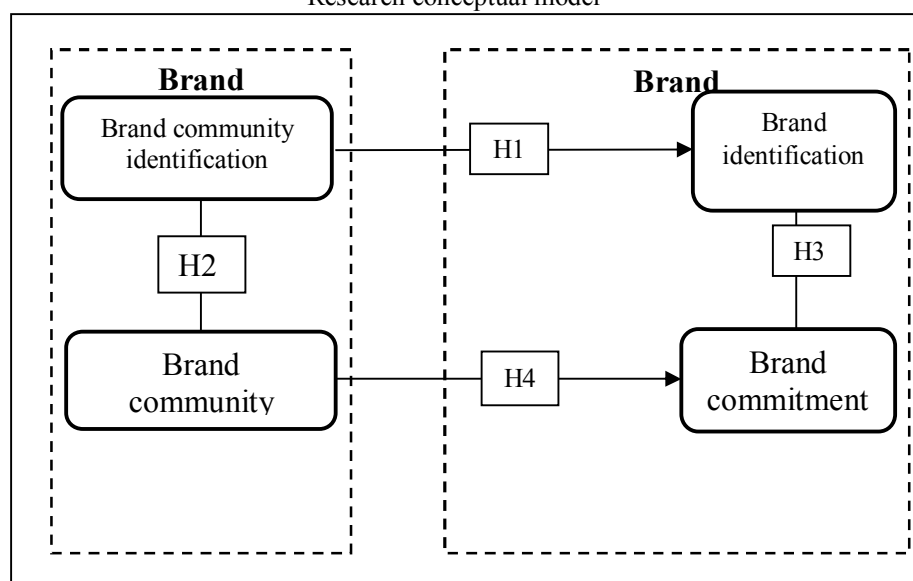 Research conceptual model
Brand
Brand
Brand community
identification
H1
Brand
identification
H2
H3
Brand
community
H4
Brand
commitment